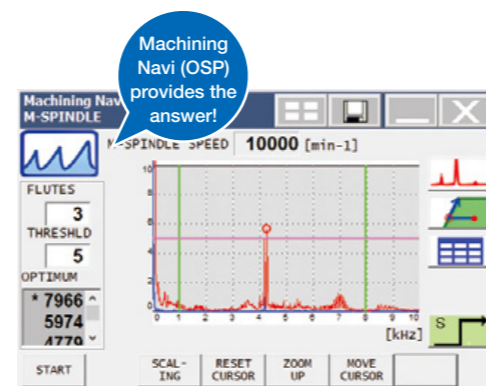 Machining
Navi (OSP)
provides the
answer!
Machining Nav
M-SPINDLE
M-SPINDLE SPEED 10000 [min-1]
FLUTES
3
THRESHLD
5
OPTIMUM
* 7966
5974
4779
10
8
6
4
2
0
0 1 2 3 4 5 6 7 8 9 10
[kHz]
S
START
SCAL-
ING
RESET
CURSOR
ZOOM
UP
MOVE
CURSOR